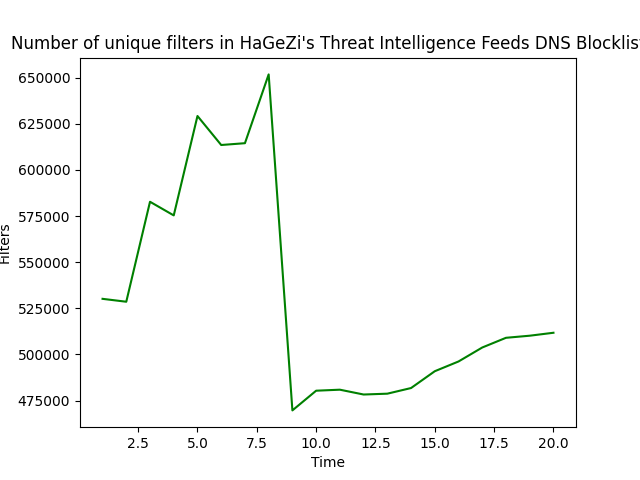 Number of unique filters in HaGeZi's Threat Intelligence Feeds DNS Blocklist
650000
625000
600000
575000
550000
525000
500000
475000
Filters
2.5 5.0 7.5 10.0 12.5 15.0 17.5 20.0
Time